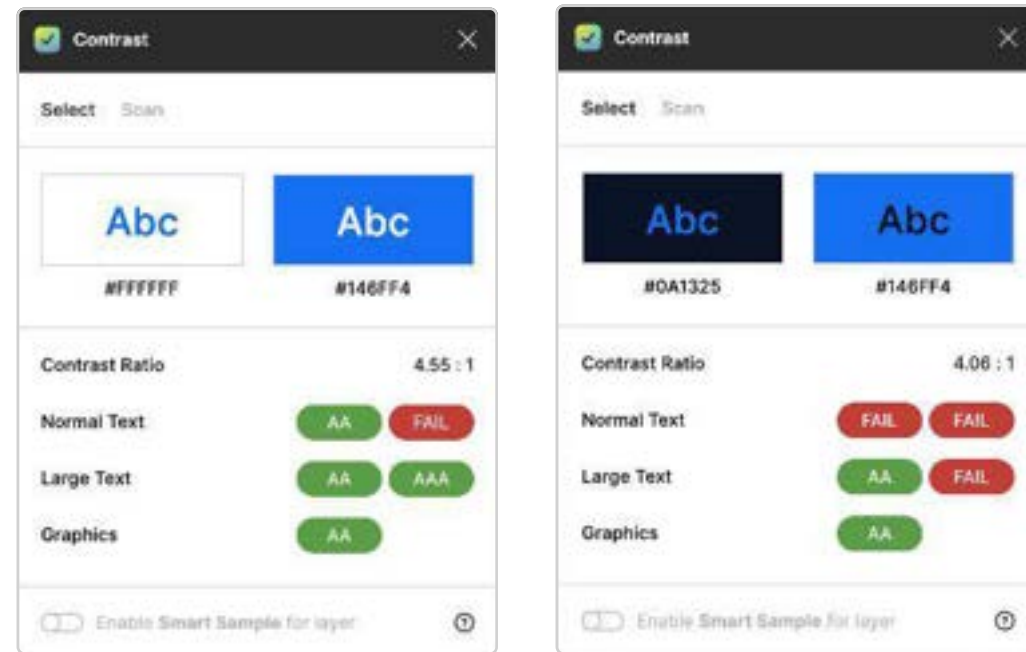 Contrast
Select Scan
Abc Abc
#FFFFFF #146FF4
Contrast Ratio 4.55 : 1
Normal Text AA FAIL
Large Text AA AAA
Graphics AA
Enable Smart Sample for layer
Contrast
Select Scan
Abc Abc
#0A1325 #146FF4
Contrast Ratio 4.06 : 1
Normal Text FAIL FAIL
Large Text AA FAIL
Graphics AA
Enable Smart Sample for layer